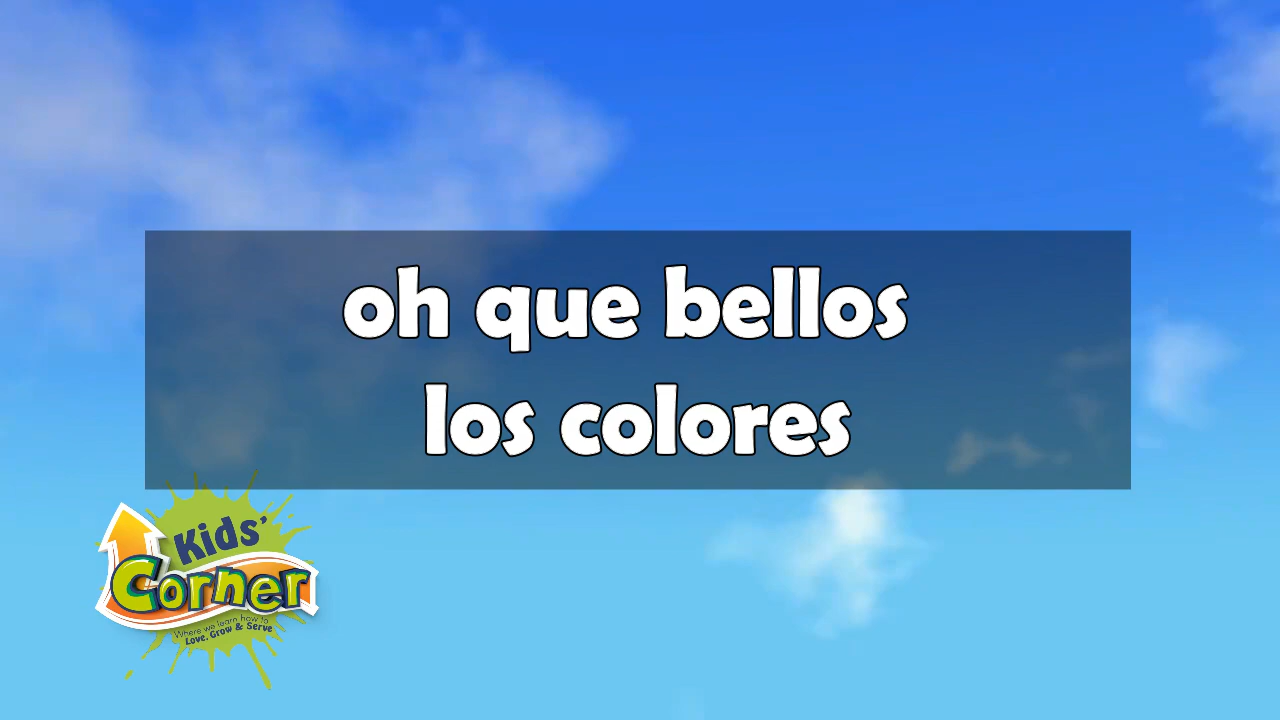 oh que bellos
los colores
Kids'
Corner
Where we learn how to
Love, Grow & Serve